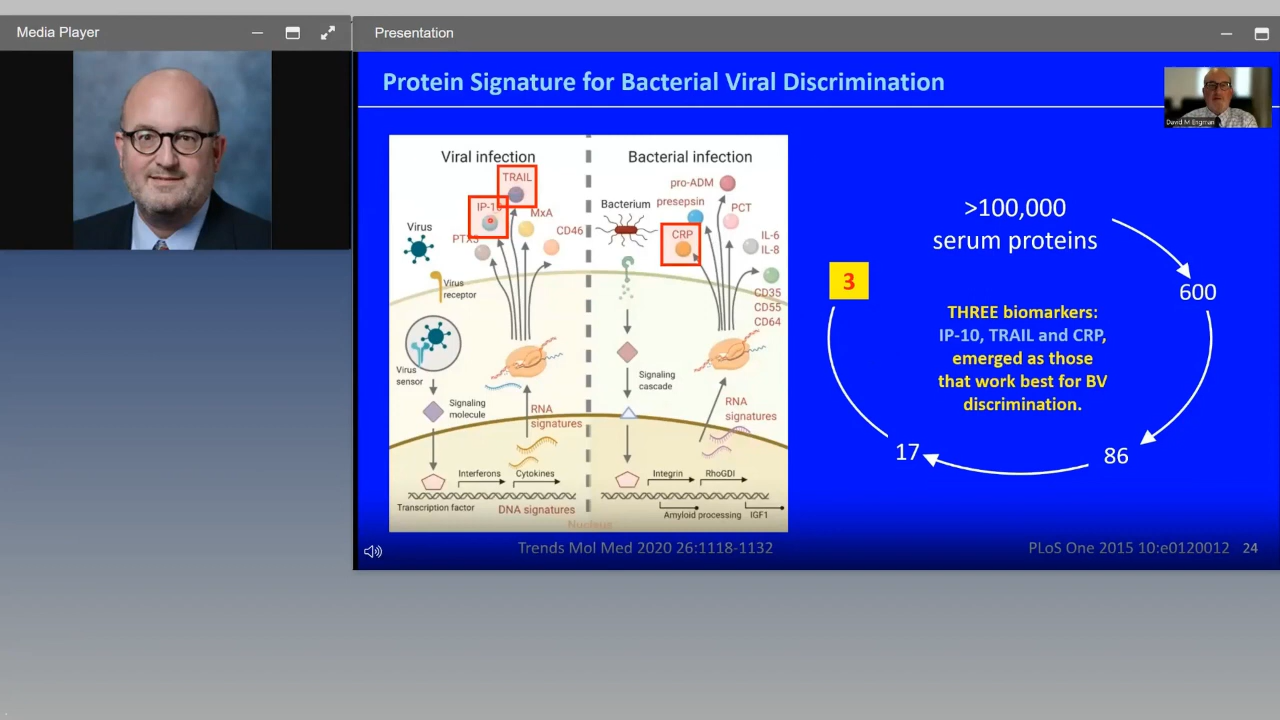 Media Player
Presentation
Protein Signature for Bacterial Viral Discrimination
David M Engman
Viral infection
Bacterial infection
TRAIL
IP-10
MxA
CD46
PTX3
Virus
Virus
receptor
Virus
sensor
Signaling
molecule
RNA
signatures
Interferons
Cytokines
Transcription factor
DNA signatures
Nucleus
pro-ADM
presepsin
Bacterium
PCT
CRP
IL-6
IL-8
CD35
CD55
CD64
Signaling
cascade
RNA
signatures
Integrin
RhoGDI
Amyloid processing
IGF1
>100,000
serum proteins
600
86
17
3
THREE biomarkers:
IP-10, TRAIL and CRP,
emerged as those
that work best for BV
discrimination.
Trends Mol Med 2020 26:1118-1132
PLoS One 2015 10:e0120012
24